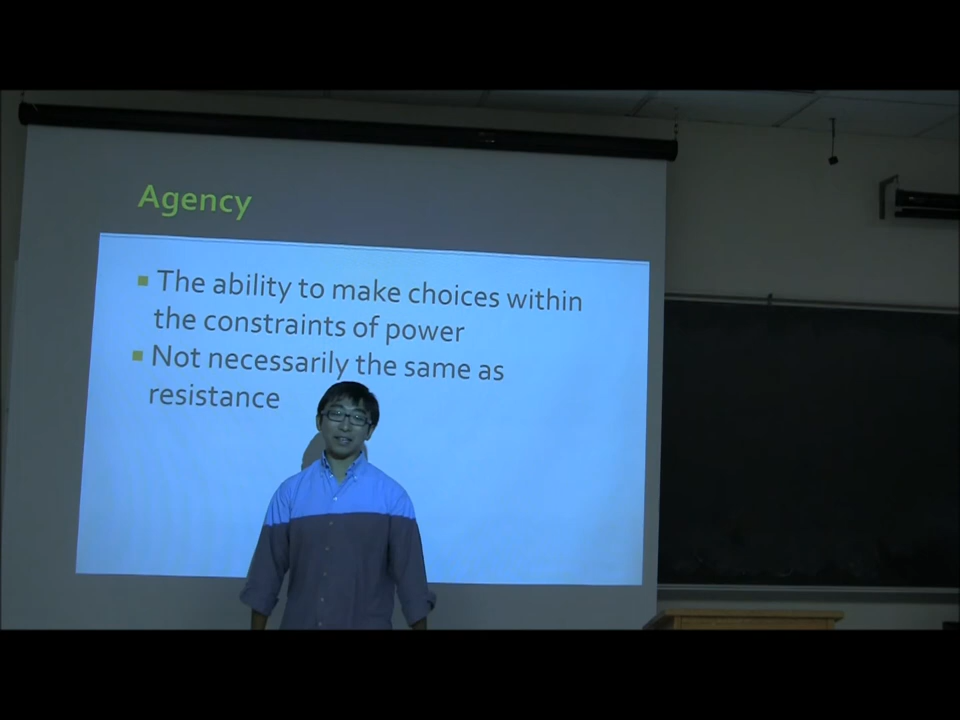 Agency
▪ The ability to make choices within
the constraints of power
▪ Not necessarily the same as
resistance